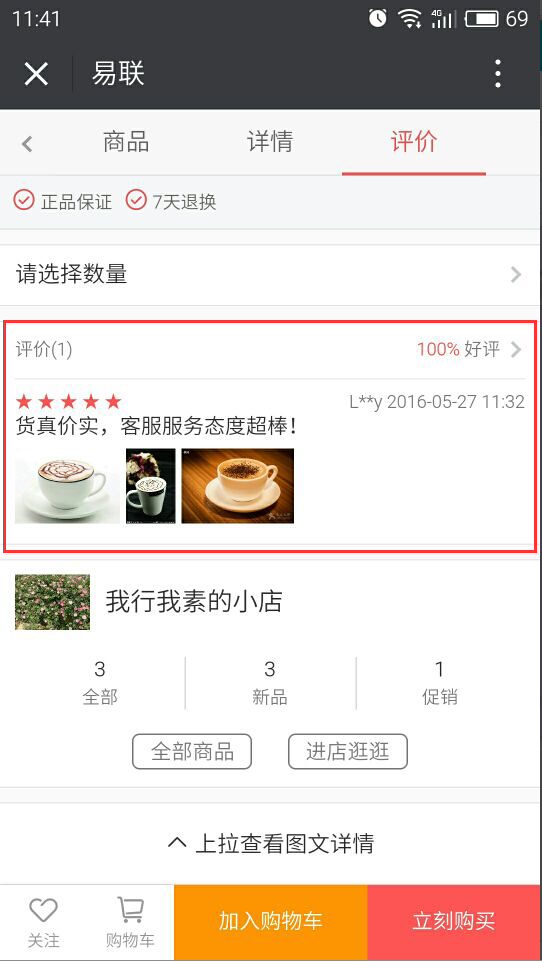 11:41
4G
69
易联
商品
详情
评价
正品保证
7天退换
请选择数量
评价(1)
100% 好评
L**y 2016-05-27 11:32
货真价实，客服服务态度超棒！
我行我素的小店
3
3
1
全部
新品
促销
全部商品
进店逛逛
上拉查看图文详情
关注
购物车
加入购物车
立刻购买